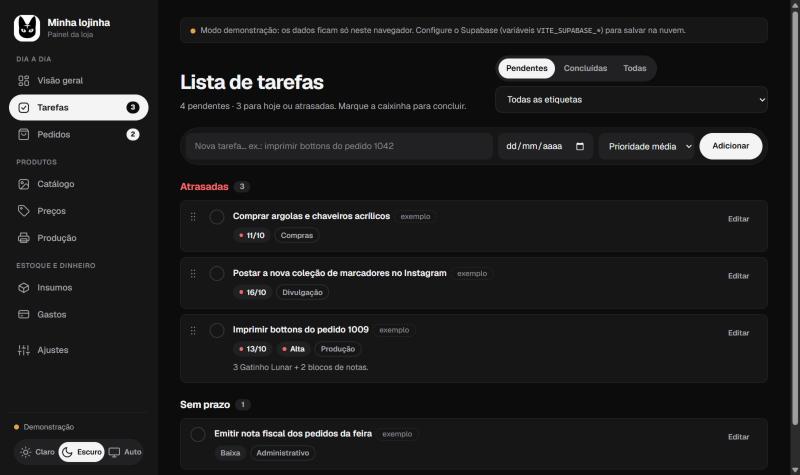 Minha lojinha
Painel da loja
DIA A DIA
Visão geral
Tarefas 3
Pedidos 2
PRODUTOS
Catálogo
Preços
Produção
ESTOQUE E DINHEIRO
Insumos
Gastos
Ajustes
Demonstração
Claro Escuro Auto
Modo demonstração: os dados ficam só neste navegador. Configure o Supabase (variáveis VITE_SUPABASE_*) para salvar na nuvem.
Lista de tarefas
4 pendentes · 3 para hoje ou atrasadas. Marque a caixinha para concluir.
Pendentes Concluídas Todas
Todas as etiquetas
Nova tarefa… ex.: imprimir bottons do pedido 1042
dd/mm/aaaa
Prioridade média
Adicionar
Atrasadas 3
Comprar argolas e chaveiros acrílicos exemplo
11/10 Compras
Editar
Postar a nova coleção de marcadores no Instagram exemplo
16/10 Divulgação
Editar
Imprimir bottons do pedido 1009 exemplo
13/10 Alta Produção
3 Gatinho Lunar + 2 blocos de notas.
Editar
Sem prazo 1
Emitir nota fiscal dos pedidos da feira exemplo
Baixa Administrativo
Editar